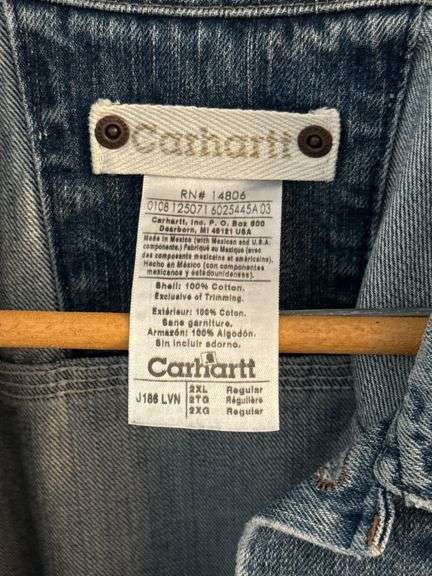 Carhartt
RN# 14806
0108 125071 6025445A 03
Carhartt, Inc. P. O. Box 600
Dearborn, MI 48121 USA
Made in Mexico (with Mexican and U.S.A.
components.) Fabriqué au Mexique (avec
des composants mexicains et américains).
Hecho en México (con componentes
mexicanos y estadounidenses)
Shell: 100% Cotton.
Exclusive of Trimming.
Extérieur: 100% Coton.
Sans garniture.
Armazón: 100% Algodón.
Sin incluir adorno.
Carhartt
J186 LVN 2XL Regular
2TG Régulière
2XG Regular